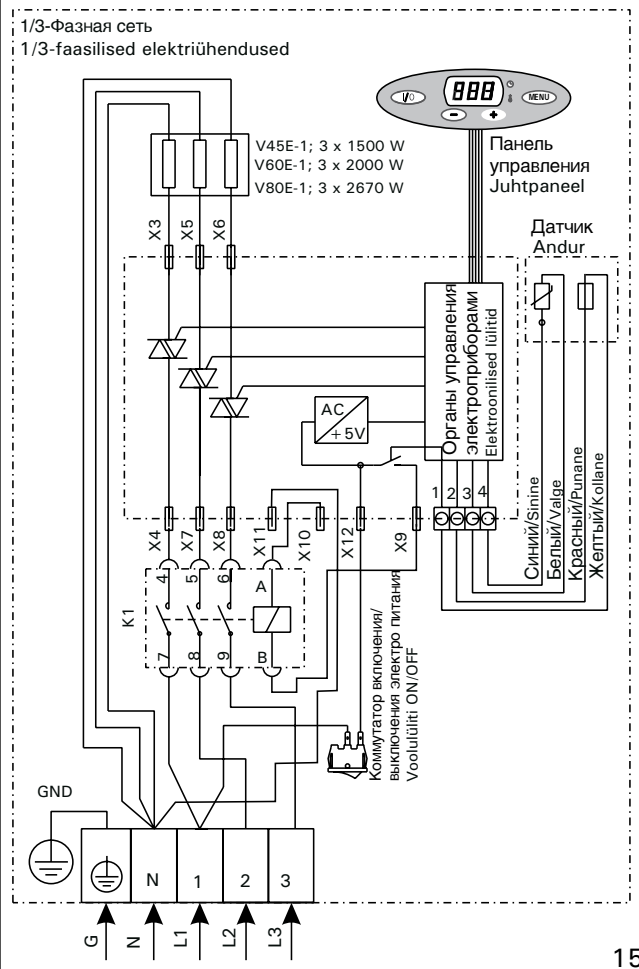 1/3-Фазная сеть
1/3-faasilised elektriühendused
I/O
888
MENU
−
+
V45E-1; 3 x 1500 W
V60E-1; 3 x 2000 W
V80E-1; 3 x 2670 W
Панель
управления
Juhtpaneel
Датчик
Andur
X3
X5
X6
Органы управления
электроприборами
Elektroonilised lülitid
AC
+5V
1
2
3
4
Синий/Sinine
Белый/Valge
Красный/Punane
Желтый/Kollane
X4
X7
X8
X11
X10
X12
X9
K1
4
5
6
A
7
8
9
B
Коммутатор включения/
выключения электро питания
Voolulüliti ON/OFF
GND
N
1
2
3
G
N
L1
L2
L3
15